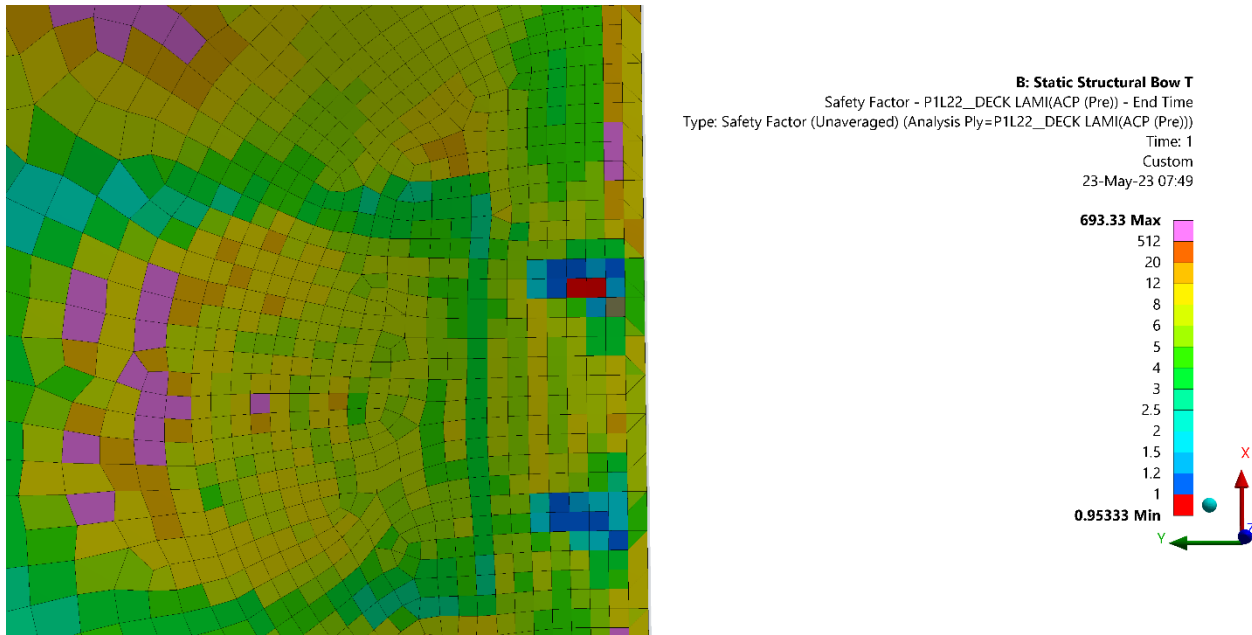 B: Static Structural Bow T
Safety Factor - P1L22__DECK LAMI(ACP (Pre)) - End Time
Type: Safety Factor (Unaveraged) (Analysis Ply=P1L22__DECK LAMI(ACP (Pre)))
Time: 1
Custom
23-May-23 07:49
693.33 Max
512
20
12
8
6
5
4
3
2.5
2
1.5
1.2
1
0.95333 Min
X
Y
Z